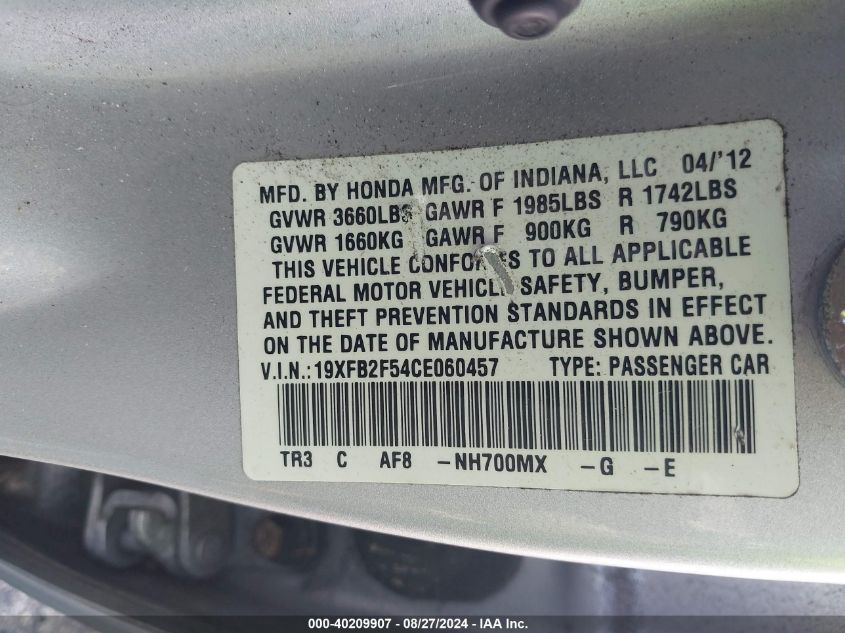 MFD. BY HONDA MFG. OF INDIANA, LLC 04/'12
GVWR 3660LBS GAWR F 1985LBS R 1742LBS
GVWR 1660KG GAWR F 900KG R 790KG
THIS VEHICLE CONFORMS TO ALL APPLICABLE
FEDERAL MOTOR VEHICLE SAFETY, BUMPER,
AND THEFT PREVENTION STANDARDS IN EFFECT
ON THE DATE OF MANUFACTURE SHOWN ABOVE.
V.I.N.: 19XFB2F54CE060457 TYPE: PASSENGER CAR
TR3 C AF8 -NH700MX -G -E
000-40209907 | 08/27/2024 | IAA Inc.